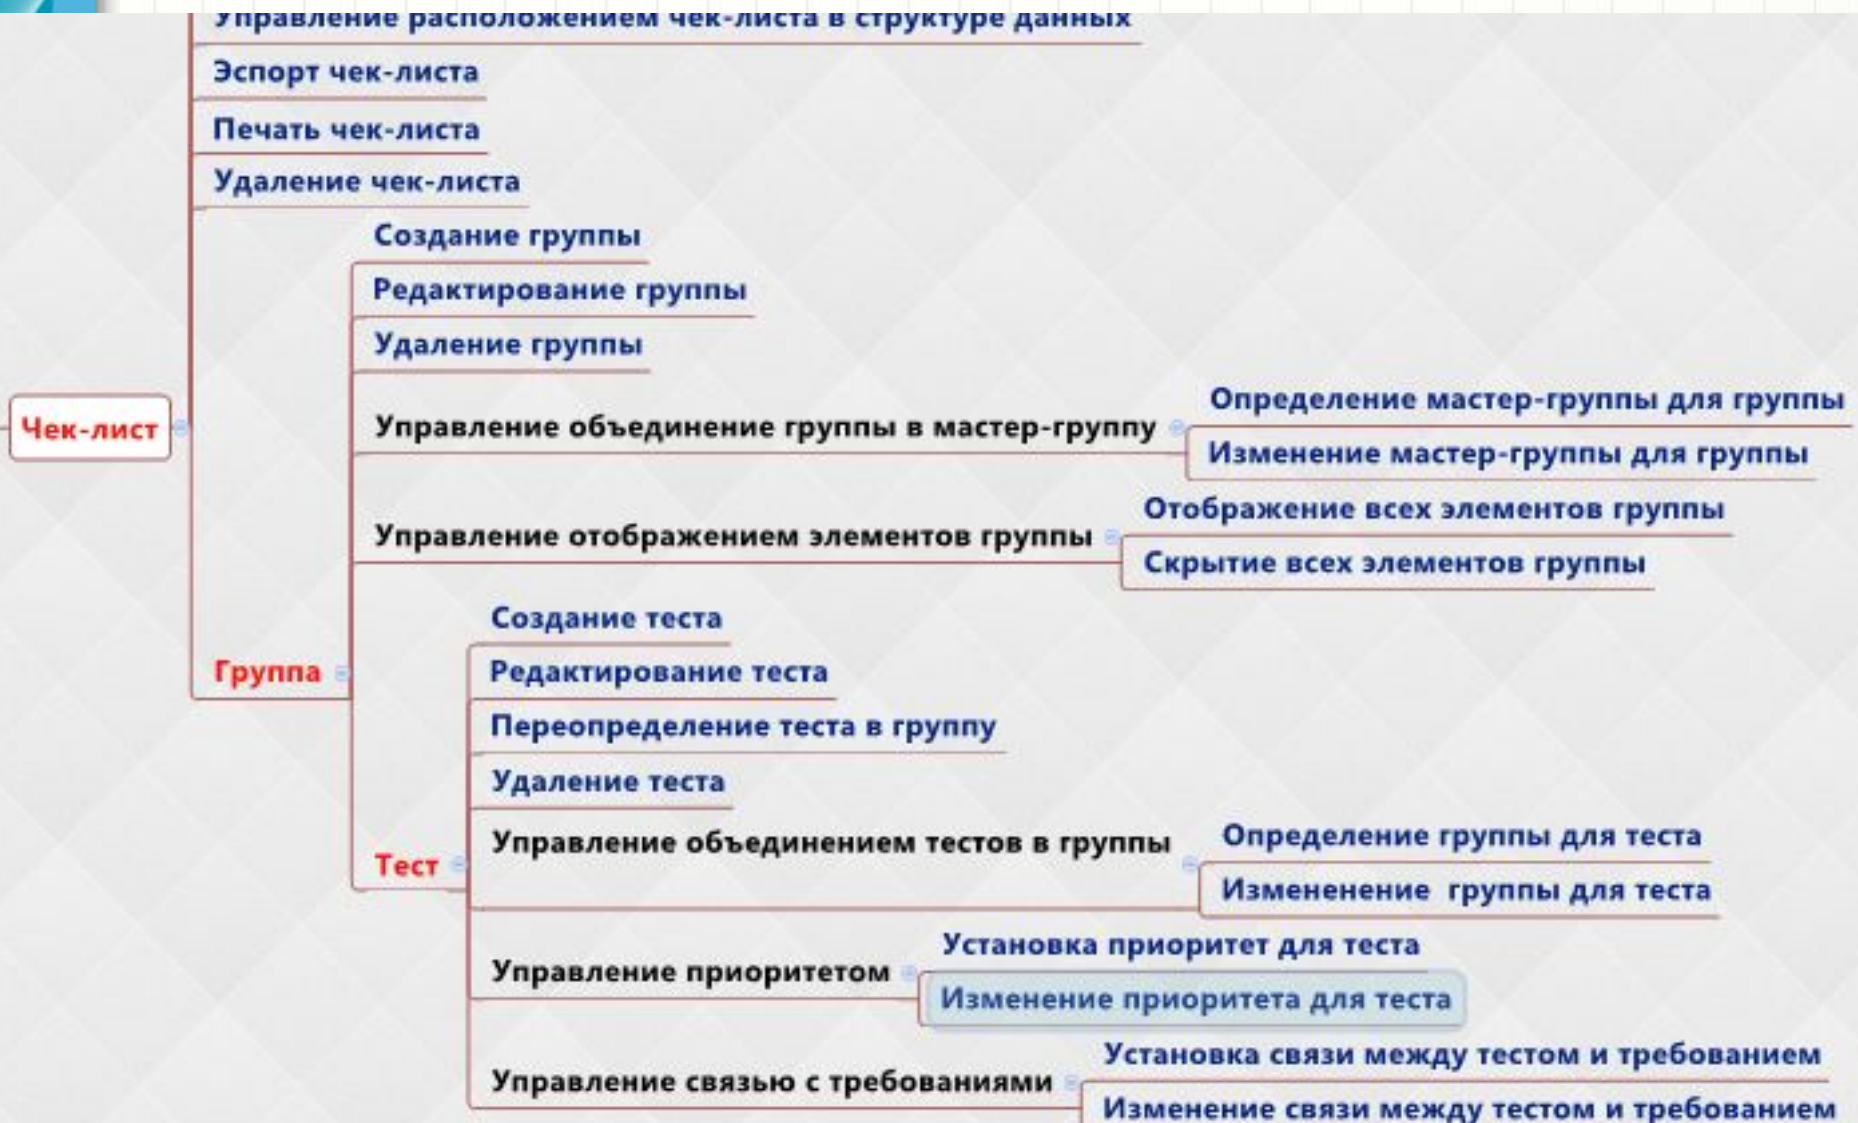 Управление расположением чек-листа в структуре данных
Эспорт чек-листа
Печать чек-листа
Удаление чек-листа
Создание группы
Редактирование группы
Удаление группы
Определение мастер-группы для группы
Чек-лист
Управление объединение группы в мастер-группу
Изменение мастер-группы для группы
Отображение всех элементов группы
Управление отображением элементов группы
Скрытие всех элементов группы
Создание теста
Группа
Редактирование теста
Переопределение теста в группу
Удаление теста
Управление объединением тестов в группы
Определение группы для теста
Тест
Измененение группы для теста
Установка приоритет для теста
Управление приоритетом
Изменение приоритета для теста
Установка связи между тестом и требованием
Управление связью с требованиями
Изменение связи между тестом и требованием